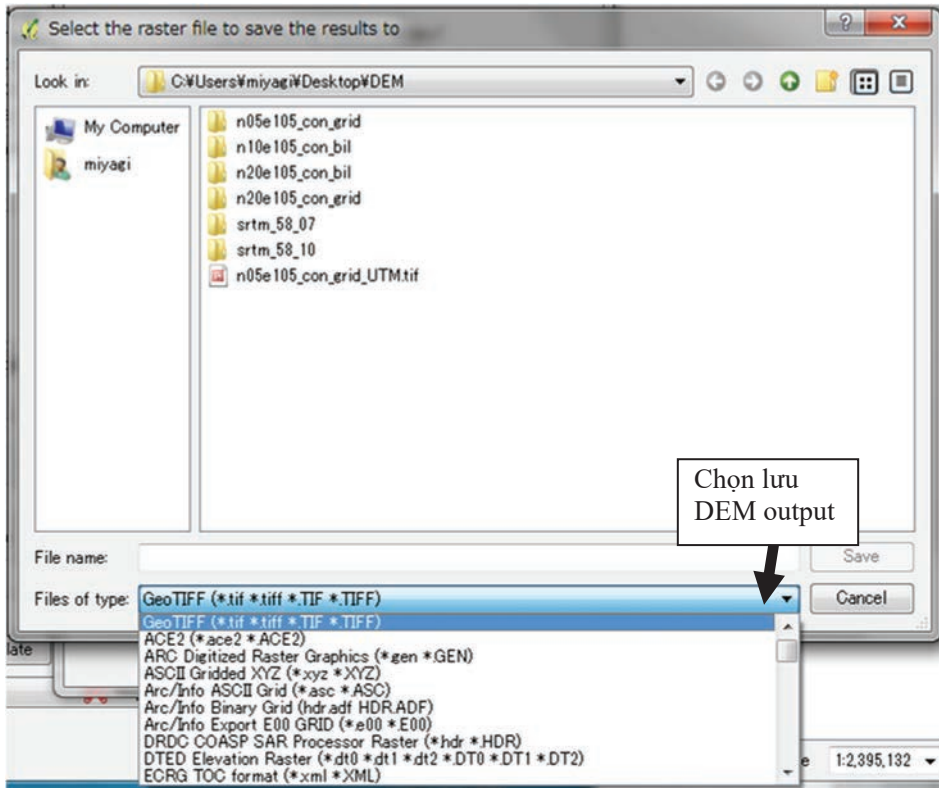 Select the raster file to save the results to
Look in:
C:¥Users¥miyagi¥Desktop¥DEM
My Computer
miyagi
n05e105_con_grid
n10e105_con_bil
n20e105_con_bil
n20e105_con_grid
srtm_58_07
srtm_58_10
n05e105_con_grid_UTM.tif
Chọn lưu
DEM output
File name:
Save
Files of type:
GeoTIFF (*.tif *.tiff *.TIF *.TIFF)
Cancel
GeoTIFF (*.tif *.tiff *.TIF *.TIFF)
ACE2 (*.ace2 *.ACE2)
ARC Digitized Raster Graphics (*.gen *.GEN)
ASCII Gridded XYZ (*.xyz *.XYZ)
Arc/Info ASCII Grid (*.asc *.ASC)
Arc/Info Binary Grid (hdr.adf HDR.ADF)
Arc/Info Export E00 GRID (*.e00 *.E00)
DRDC COASP SAR Processor Raster (*.hdr *.HDR)
DTED Elevation Raster (*.dt0 *.dt1 *.dt2 *.DT0 *.DT1 *.DT2)
ECRG TOC format (*.xml *.XML)
late
e
1:2,395,132